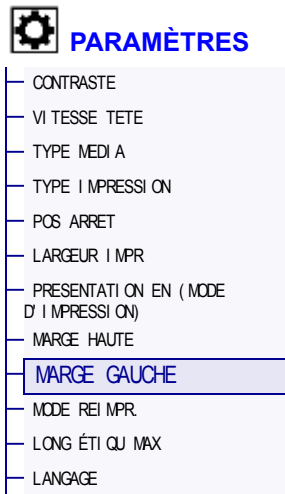 PARAMÈTRES
CONTRASTE
VITESSE TETE
TYPE MEDIA
TYPE IMPRESSION
POS ARRET
LARGEUR IMPR
PRESENTATION EN (MODE
D'IMPRESSION)
MARGE HAUTE
MARGE GAUCHE
MODE REIMPR.
LONG ÉTIQU MAX
LANGAGE